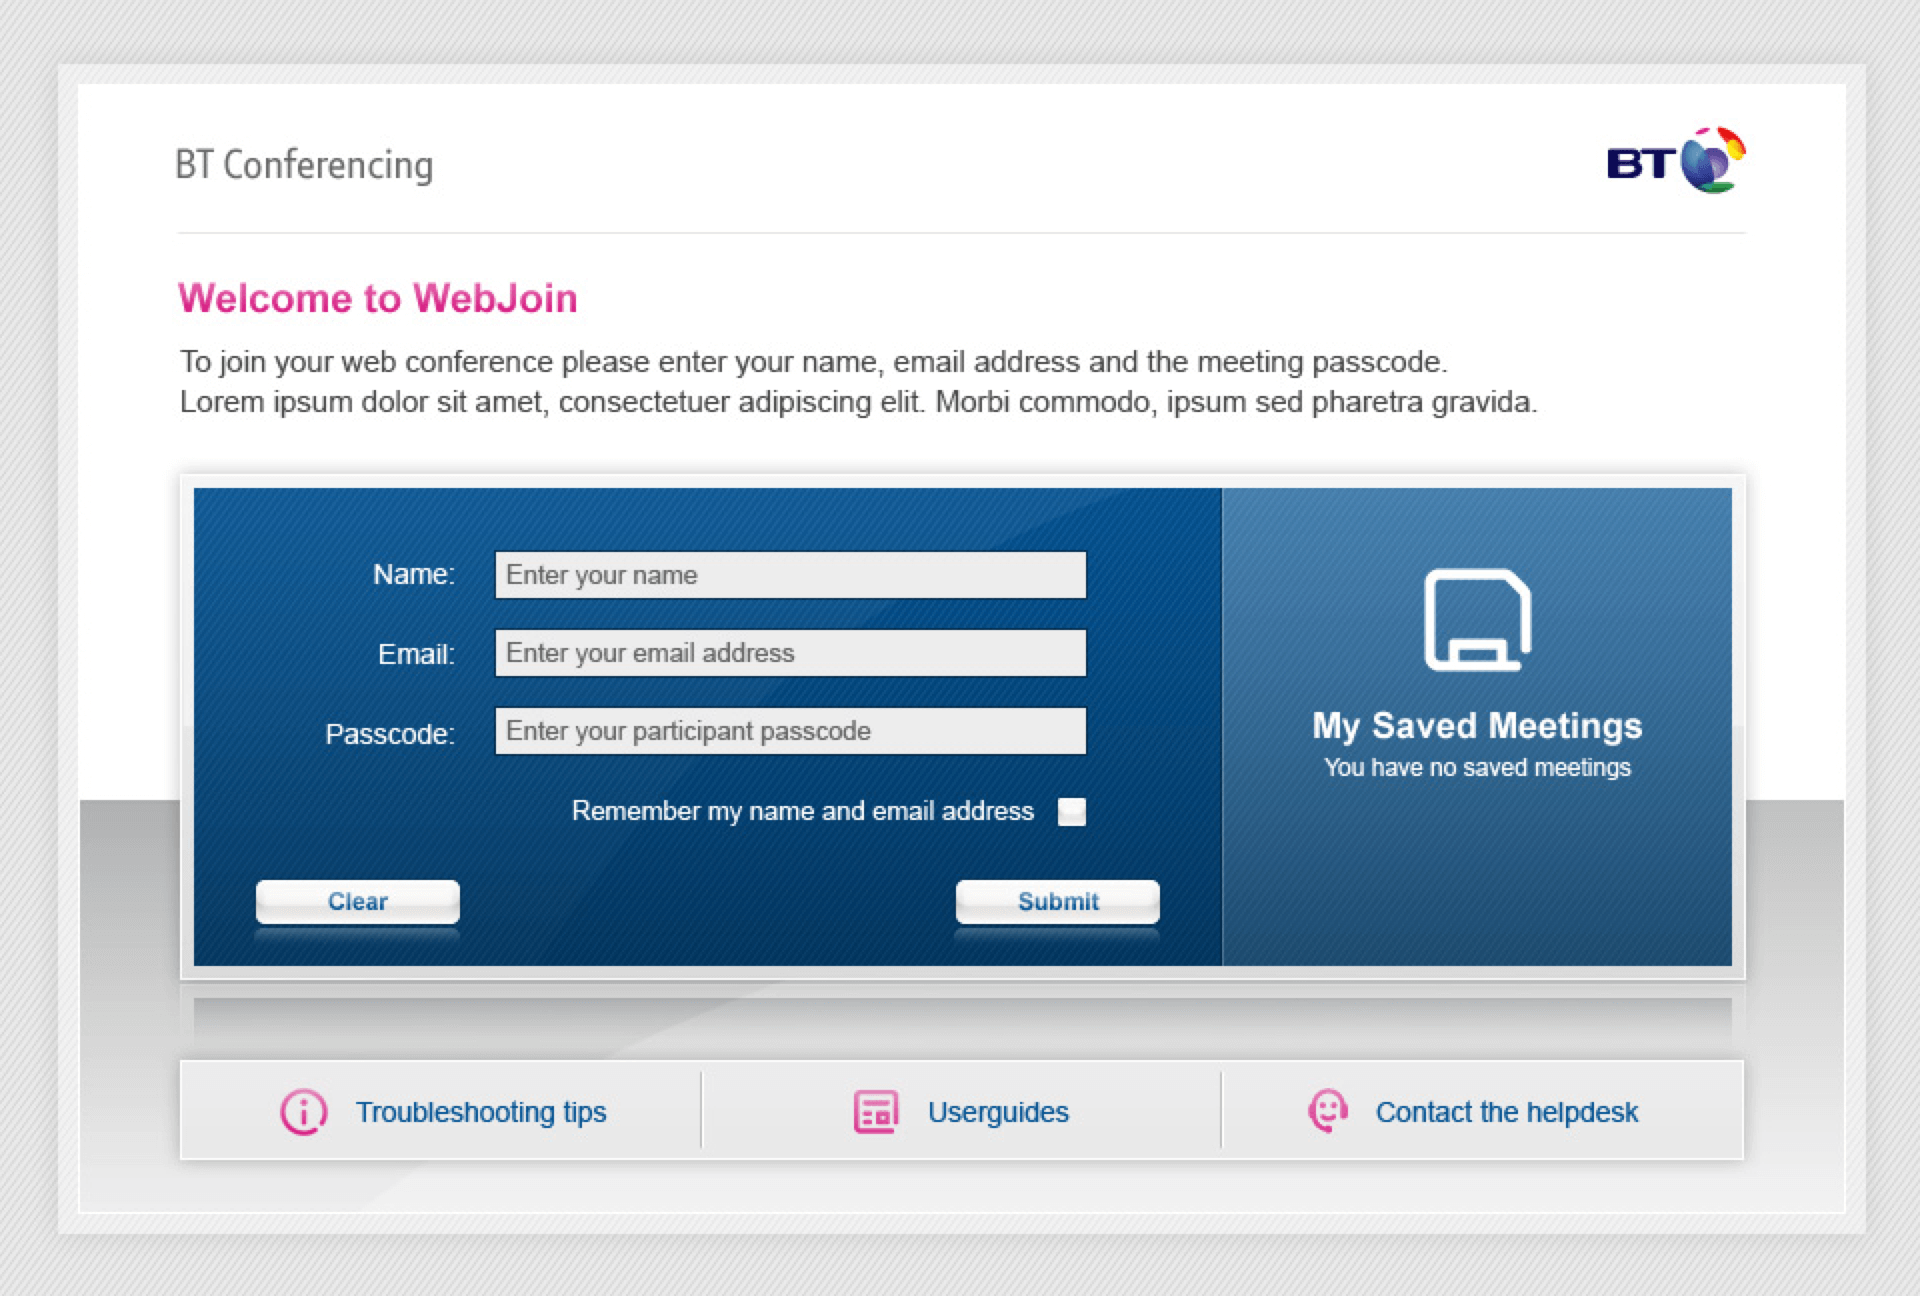 BT Conferencing
BT
Welcome to WebJoin
To join your web conference please enter your name, email address and the meeting passcode.
Lorem ipsum dolor sit amet, consectetuer adipiscing elit. Morbi commodo, ipsum sed pharetra gravida.
Name: Enter your name
Email: Enter your email address
Passcode: Enter your participant passcode
Remember my name and email address
Clear
Submit
My Saved Meetings
You have no saved meetings
Troubleshooting tips
Userguides
Contact the helpdesk